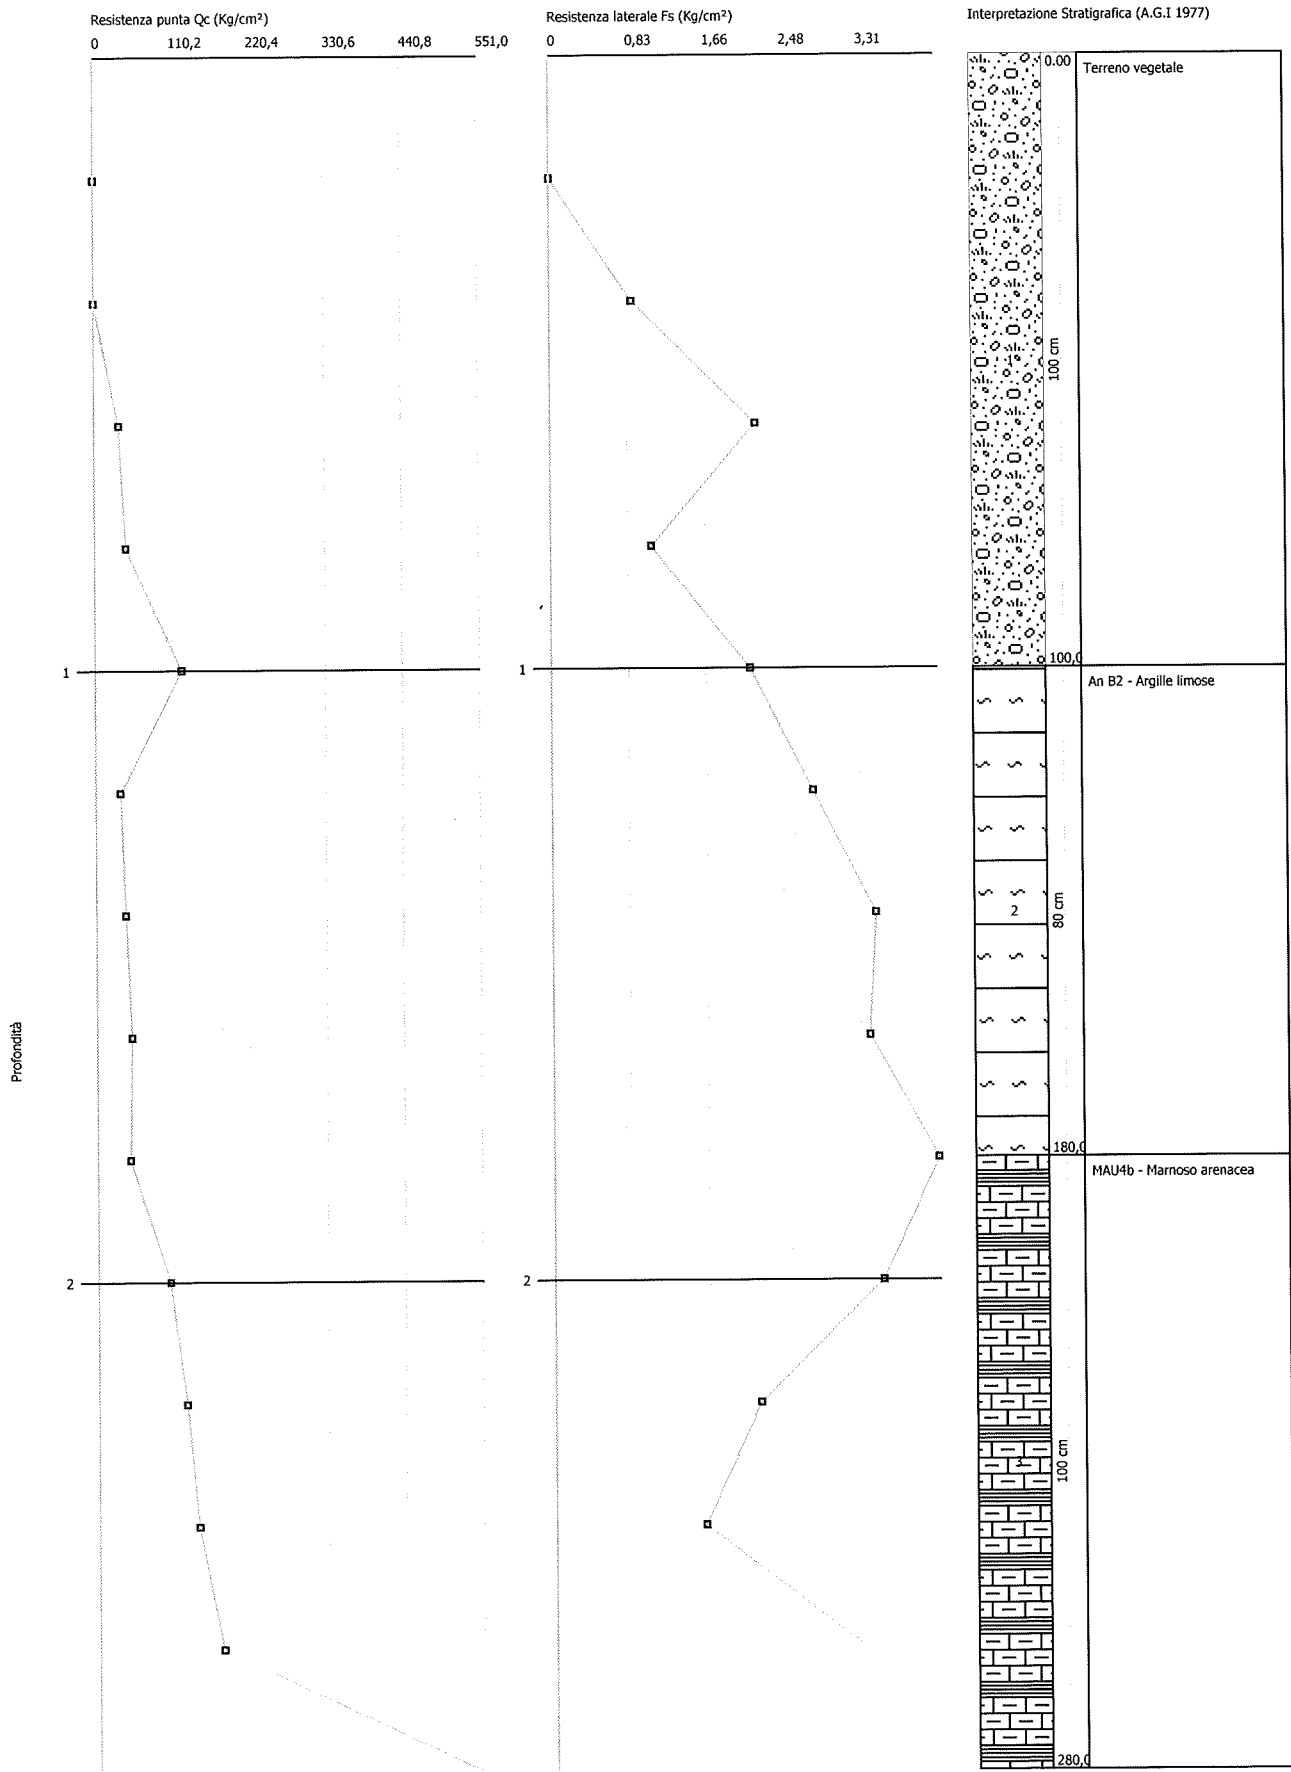 Resistenza punta Qc (Kg/cm²)
0 110,2 220,4 330,6 440,8 551,0
Resistenza laterale Fs (Kg/cm²)
0 0,83 1,66 2,48 3,31
Interpretazione Stratigrafica (A.G.I 1977)
0.00
Terreno vegetale
1
100 cm
1
1
100,0
An B2 - Argille limose
2
80 cm
Profondità
180,0
MAU4b - Marnoso arenacea
2
2
3
100 cm
280,0